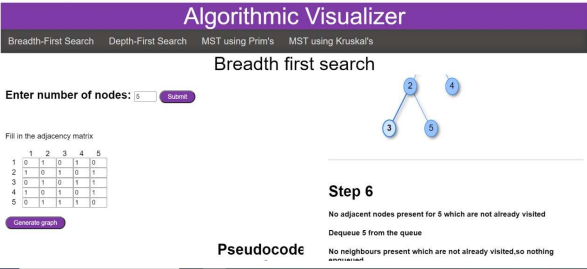 Algorithmic Visualizer
Breadth-First Search Depth-First Search MST using Prim's MST using Kruskal's
Breadth first search
Enter number of nodes: 5 Submit
Fill in the adjacency matrix
1 2 3 4 5
1 0 1 0 1 0
2 1 0 1 0 1
3 0 1 0 1 1
4 1 0 1 0 1
5 0 1 1 1 0
Generate graph
Pseudocode
2 4
3 5
Step 6
No adjacent nodes present for 5 which are not already visited
Dequeue 5 from the queue
No neighbours present which are not already visited,so nothing
enqueued